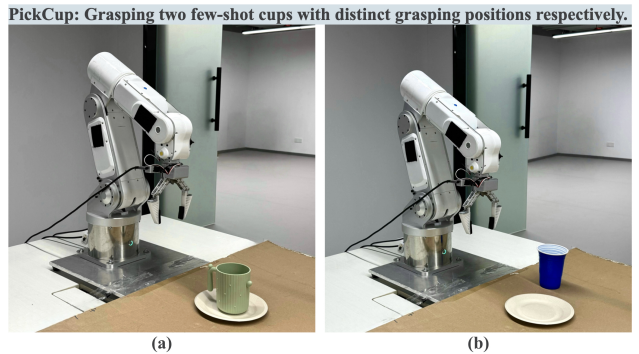 PickCup: Grasping two few-shot cups with distinct grasping positions respectively.
(a)
(b)